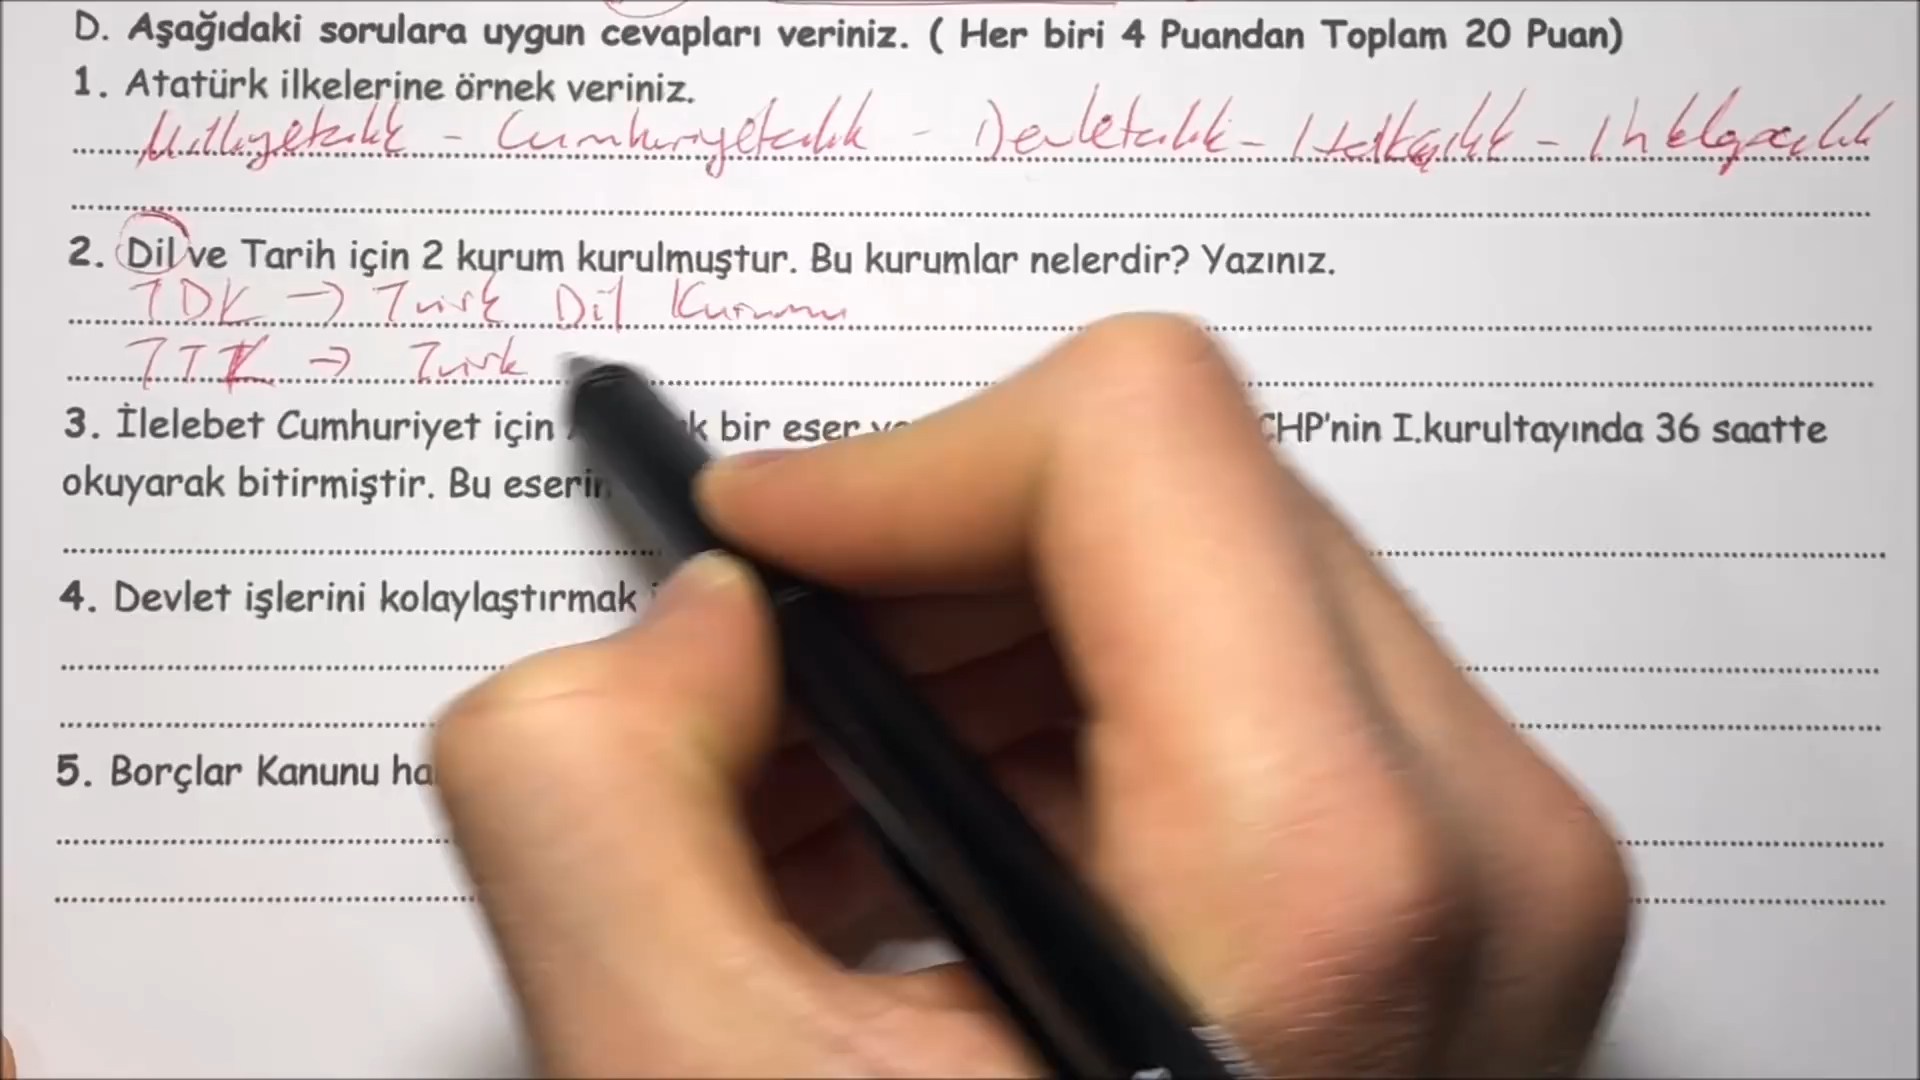 D. Aşağıdaki sorulara uygun cevapları veriniz. ( Her biri 4 Puandan Toplam 20 Puan)
1. Atatürk ilkelerine örnek veriniz.
Milliyetçilik - Cumhuriyetçilik - Devletçilik - Halkçılık - İnkılapçılık
2. Dil ve Tarih için 2 kurum kurulmuştur. Bu kurumlar nelerdir? Yazınız.
TDK → Türk Dil Kurumu
TTK → Türk
3. İlelebet Cumhuriyet için bir eser CHP'nin I.kurultayında 36 saatte
okuyarak bitirmiştir. Bu eserin
4. Devlet işlerini kolaylaştırmak
5. Borçlar Kanunu